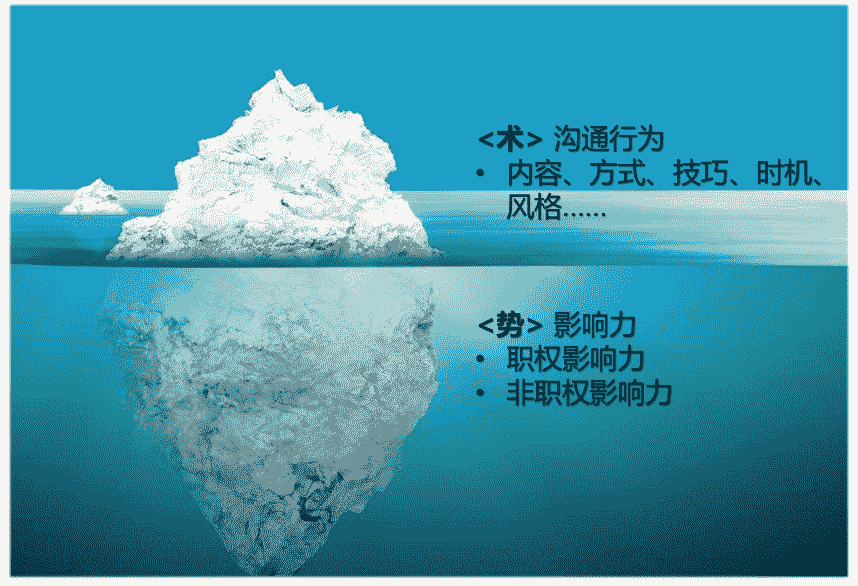 <术> 沟通行为
• 内容、方式、技巧、时机、
风格......
<势> 影响力
• 职权影响力
• 非职权影响力